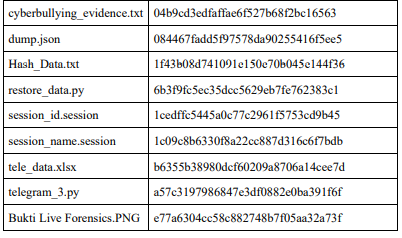 cyberbullying_evidence.txt 04b9cd3edfaffae6f527b68f2bc16563
dump.json 084467fadd5f97578da90255416f5ee5
Hash_Data.txt 1f43b08d741091e150e70b045e144f36
restore_data.py 6b3f9fc5ec35dcc5629eb7fe762383c1
session_id.session 1cedffc5445a0c77c2961f5753cd9b45
session_name.session 1c09c8b6330f8a22cc887d316c6f7bdb
tele_data.xlsx b6355b38980dcf60209a8706a14cee7d
telegram_3.py a57c3197986847e3df0882e0ba391f6f
Bukti Live Forensics.PNG e77a6304cc58c882748b7f05aa32a73f